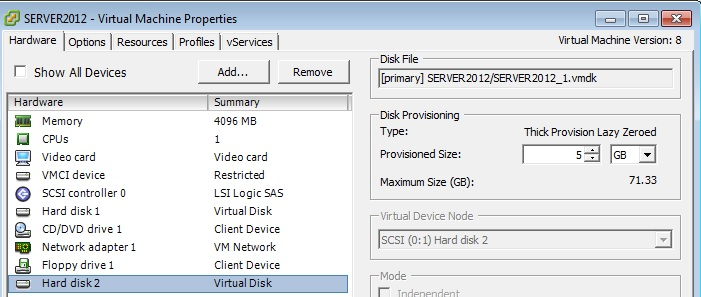 SERVER2012 - Virtual Machine Properties
Hardware Options Resources Profiles vServices Virtual Machine Version: 8
Show All Devices Add... Remove
Hardware Summary
Memory 4096 MB
CPUs 1
Video card Video card
VMCI device Restricted
SCSI controller 0 LSI Logic SAS
Hard disk 1 Virtual Disk
CD/DVD drive 1 Client Device
Network adapter 1 VM Network
Floppy drive 1 Client Device
Hard disk 2 Virtual Disk
Disk File
[primary] SERVER2012/SERVER2012_1.vmdk
Disk Provisioning
Type: Thick Provision Lazy Zeroed
Provisioned Size: 5 GB
Maximum Size (GB): 71.33
Virtual Device Node
SCSI (0:1) Hard disk 2
Mode
Independent